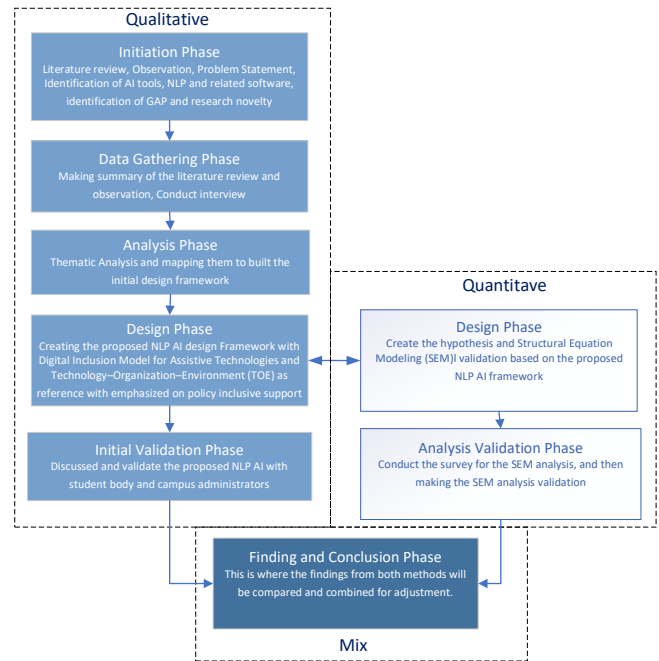 Qualitative
Initiation Phase
Literature review, Observation, Problem Statement,
Identification of AI tools, NLP and related software,
identification of GAP and research novelty
Data Gathering Phase
Making summary of the literature review and
observation, Conduct interview
Analysis Phase
Thematic Analysis and mapping them to built the
initial design framework
Design Phase
Creating the proposed NLP AI design Framework with
Digital Inclusion Model for Assistive Technologies and
Technology–Organization–Environment (TOE) as
reference with emphasized on policy inclusive support
Initial Validation Phase
Discussed and validate the proposed NLP AI with
student body and campus administrators
Quantitave
Design Phase
Create the hypothesis and Structural Equation
Modeling (SEM)l validation based on the proposed
NLP AI framework
Analysis Validation Phase
Conduct the survey for the SEM analysis, and then
making the SEM analysis validation
Finding and Conclusion Phase
This is where the findings from both methods will
be compared and combined for adjustment.
Mix